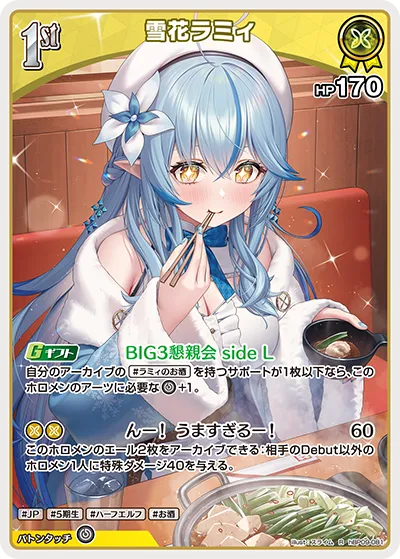 1st
雪花ラミィ
HP170
Gギフト BIG3懇親会 side L
自分のアーカイブの #ラミィのお酒 を持つサポートが1枚以下なら、この
ホロメンのアーツに必要な+1。
んー! うますぎるー! 60
このホロメンのエール2枚をアーカイブできる:相手のDebut以外の
ホロメン1人に特殊ダメージ40を与える。
#JP #5期生 #ハーフエルフ #お酒
バトンタッチ
Illust:スライム R